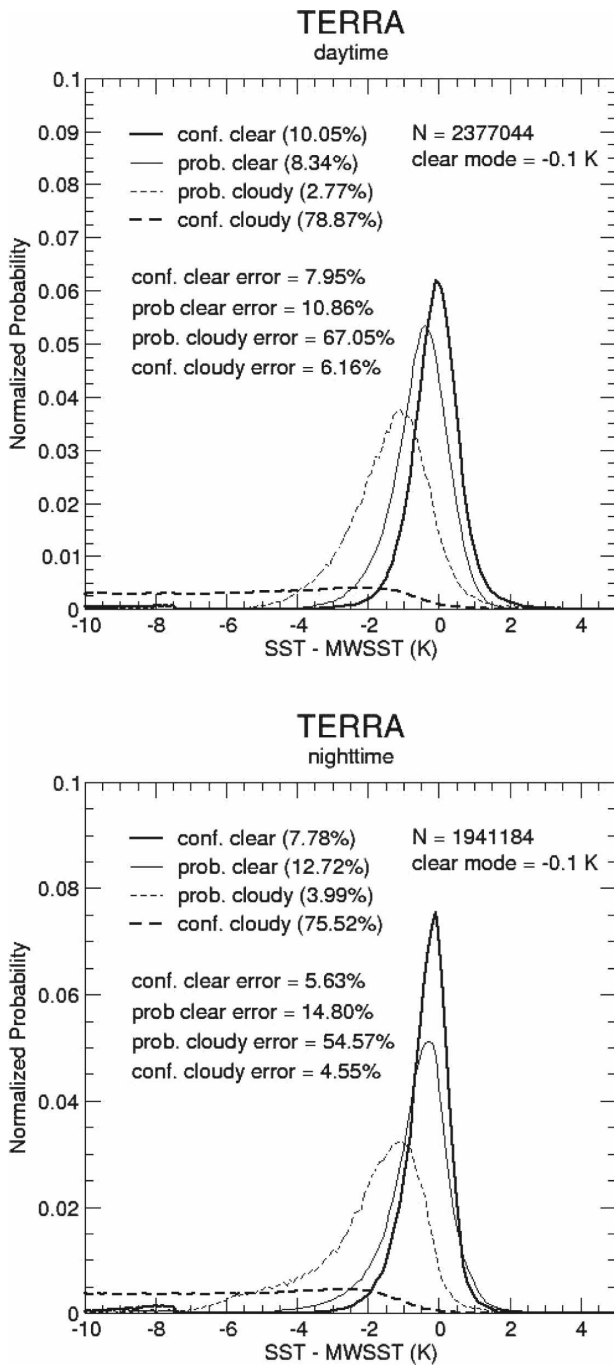 TERRA
daytime
0.1
0.09
0.08
0.07
0.06
0.05
0.04
0.03
0.02
0.01
0
Normalized Probability
conf. clear (10.05%)
prob. clear (8.34%)
prob. cloudy (2.77%)
conf. cloudy (78.87%)
N = 2377044
clear mode = -0.1 K
conf. clear error = 7.95%
prob clear error = 10.86%
prob. cloudy error = 67.05%
conf. cloudy error = 6.16%
-10 -8 -6 -4 -2 0 2 4
SST - MWSST (K)
TERRA
nighttime
0.1
0.08
0.06
0.04
0.02
0
Normalized Probability
conf. clear (7.78%)
prob. clear (12.72%)
prob. cloudy (3.99%)
conf. cloudy (75.52%)
N = 1941184
clear mode = -0.1 K
conf. clear error = 5.63%
prob clear error = 14.80%
prob. cloudy error = 54.57%
conf. cloudy error = 4.55%
-10 -8 -6 -4 -2 0 2 4
SST - MWSST (K)